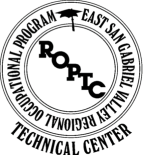 EAST SAN GABRIEL VALLEY REGIONAL OCCUPATIONAL PROGRAM
ROPTC
TECHNICAL CENTER